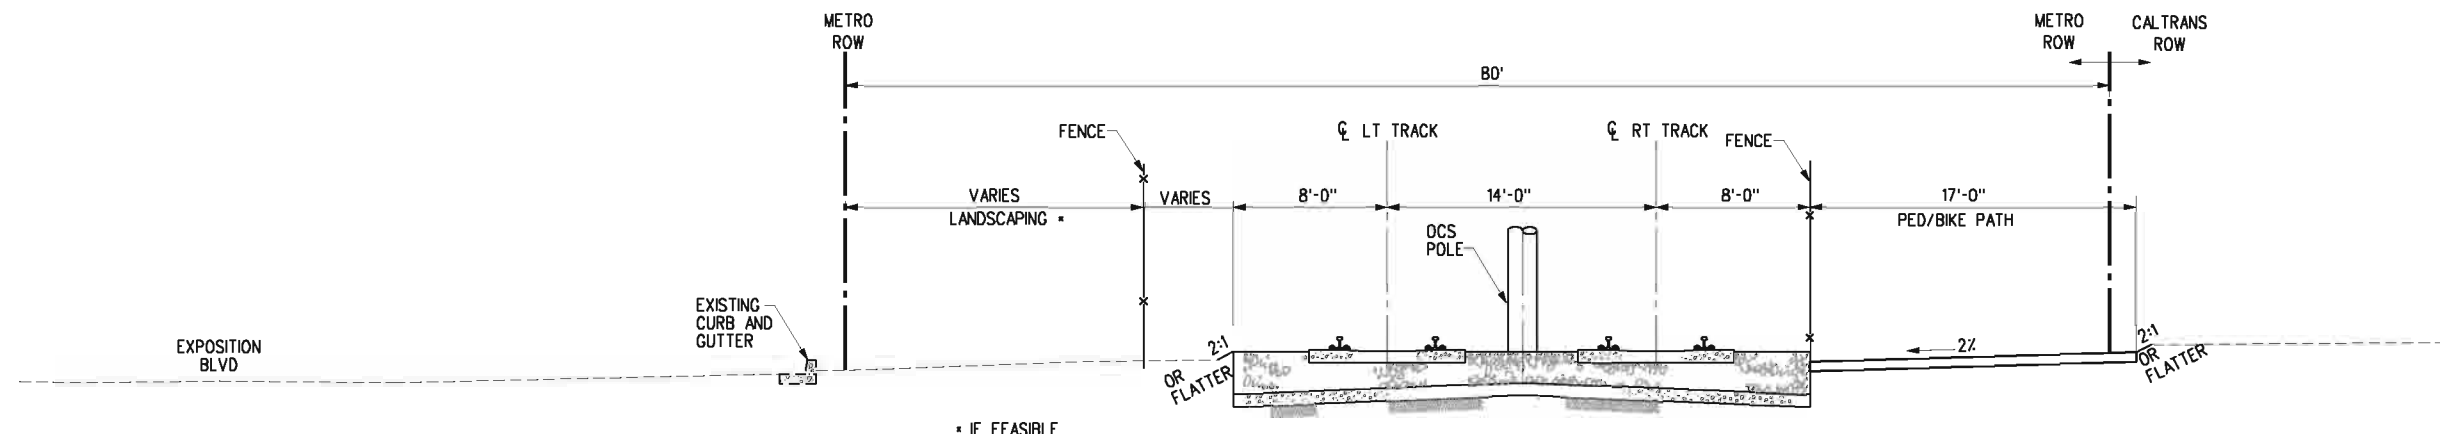 METRO
ROW
METRO
ROW
CALTRANS
ROW
80'
FENCE
℄ LT TRACK
℄ RT TRACK
FENCE
VARIES
LANDSCAPING *
VARIES
8'-0"
14'-0"
8'-0"
17'-0"
PED/BIKE PATH
OCS
POLE
EXISTING
CURB AND
GUTTER
EXPOSITION
BLVD
2:1
OR
FLATTER
2%
2:1
OR
FLATTER
* IF FEASIBLE